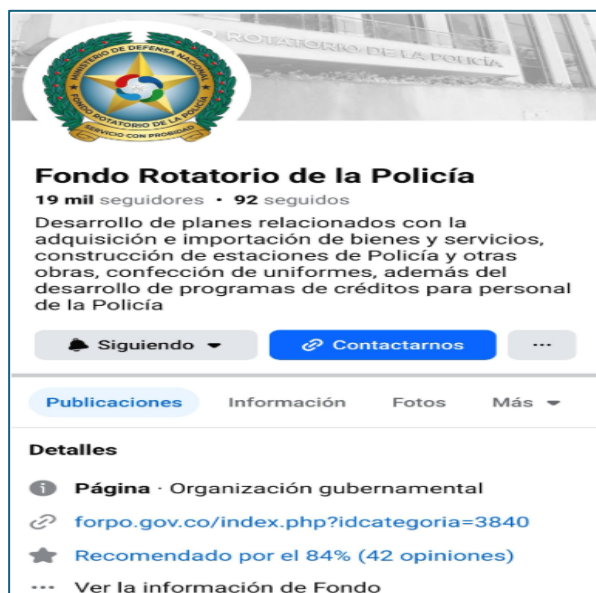 ROTATORIO DE LA POLICÍA
MINISTERIO DE DEFENSA NACIONAL
FONDO ROTATORIO DE LA POLICÍA
SERVICIO CON PROBIDAD
Fondo Rotatorio de la Policía
19 mil seguidores · 92 seguidos
Desarrollo de planes relacionados con la
adquisición e importación de bienes y servicios,
construcción de estaciones de Policía y otras
obras, confección de uniformes, además del
desarrollo de programas de créditos para personal
de la Policía
Siguiendo
Contactarnos
...
Publicaciones Información Fotos Más
Detalles
Página · Organización gubernamental
forpo.gov.co/index.php?idcategoria=3840
Recomendado por el 84% (42 opiniones)
... Ver la información de Fondo